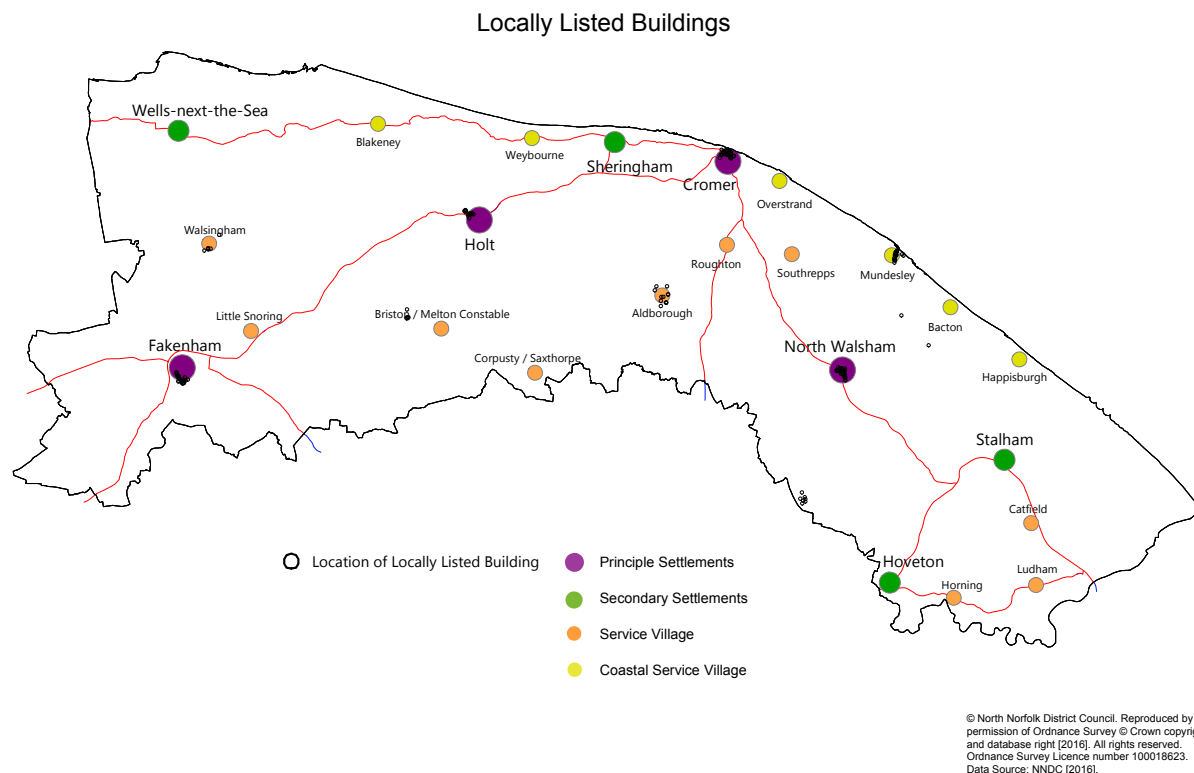 Locally Listed Buildings
Wells-next-the-Sea
Blakeney
Weybourne
Sheringham
Cromer
Overstrand
Walsingham
Holt
Roughton
Southrepps
Mundesley
Little Snoring
Bristo / Melton Constable
Aldborough
Bacton
Fakenham
Corpusty / Saxthorpe
North Walsham
Happisburgh
Stalham
Catfield
Hoveton
Horning
Ludham
Location of Locally Listed Building
Principle Settlements
Secondary Settlements
Service Village
Coastal Service Village
© North Norfolk District Council. Reproduced by
permission of Ordnance Survey © Crown copyrig
and database right [2016]. All rights reserved.
Ordnance Survey Licence number 100018623.
Data Source: NNDC [2016].